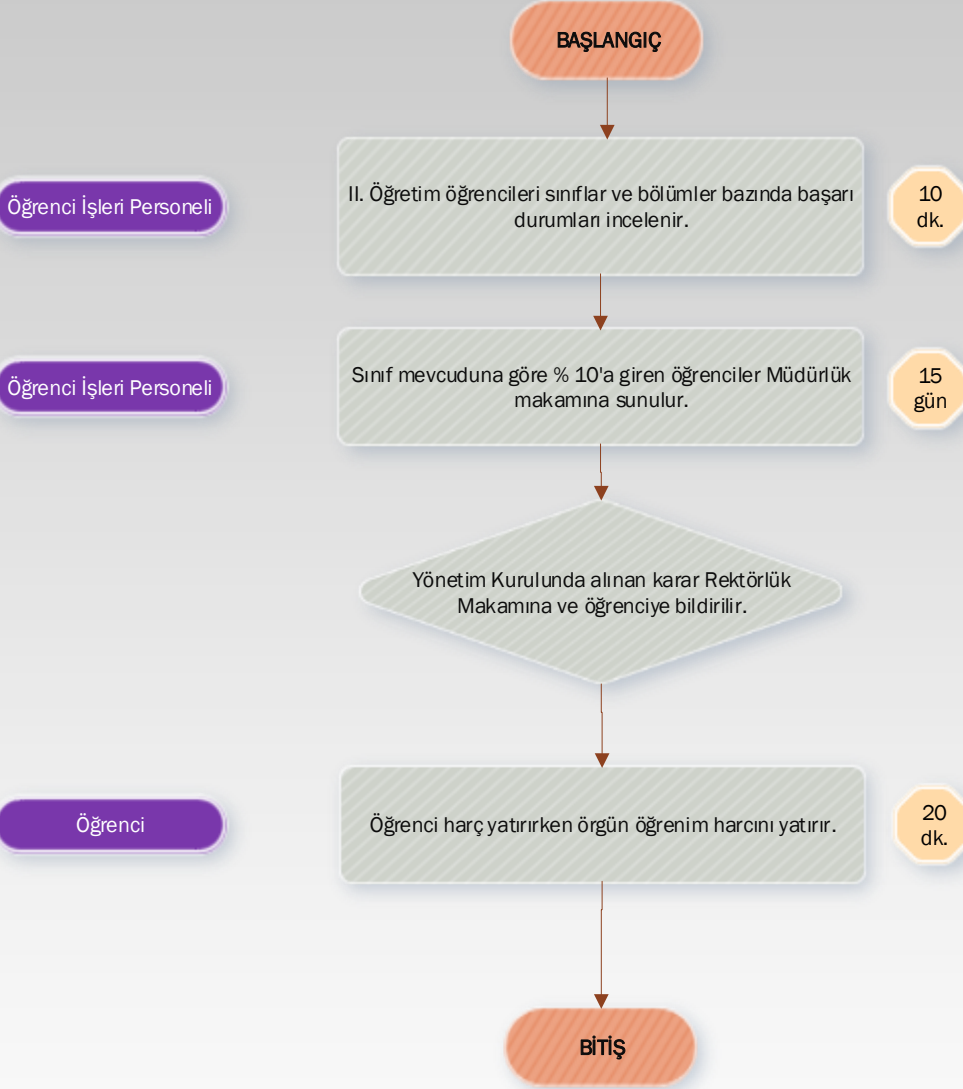 BAŞLANGIÇ
Öğrenci İşleri Personeli
II. Öğretim öğrencileri sınıflar ve bölümler bazında başarı
durumları incelenir.
10
dk.
Öğrenci İşleri Personeli
Sınıf mevcuduna göre % 10'a giren öğrenciler Müdürlük
makamına sunulur.
15
gün
Yönetim Kurulunda alınan karar Rektörlük
Makamına ve öğrenciye bildirilir.
Öğrenci
Öğrenci harç yatırırken örgün öğrenim harcını yatırır.
20
dk.
BİTİŞ